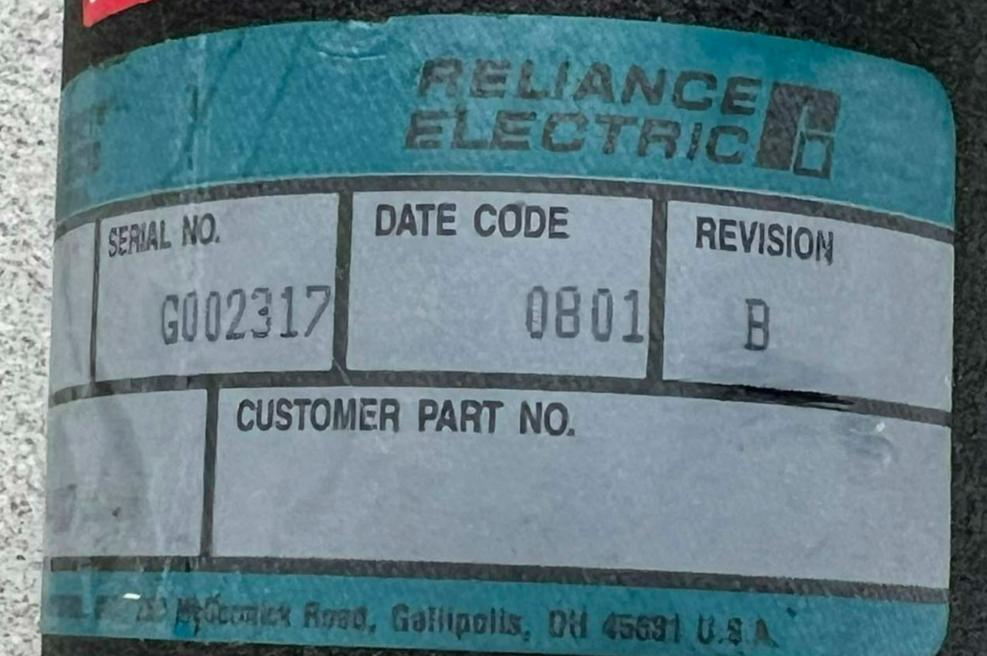 RELIANCE
ELECTRIC
SERIAL NO.
DATE CODE
REVISION
G002317
0801
B
CUSTOMER PART NO.
McCormick Road, Gallipolis, OH 45631 U.S.A.